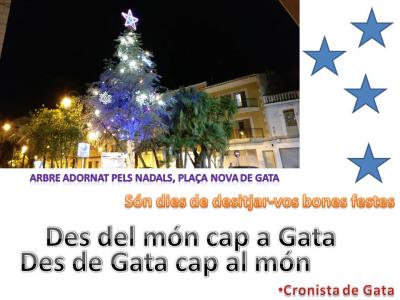 ARBRE ADORNAT PELS NADALS, PLAÇA NOVA DE GATA
Són dies de desitjar-vos bones festes
Des del món cap a Gata
Des de Gata cap al món
•Cronista de Gata